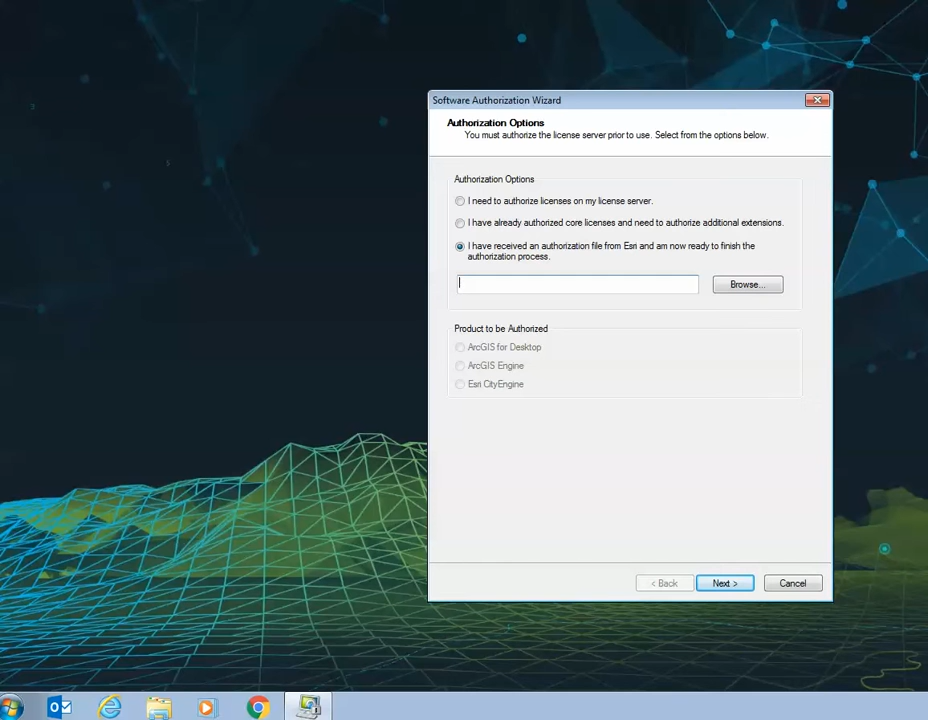 Software Authorization Wizard
Authorization Options
You must authorize the license server prior to use. Select from the options below.
Authorization Options
I need to authorize licenses on my license server.
I have already authorized core licenses and need to authorize additional extensions.
I have received an authorization file from Esri and am now ready to finish the
authorization process.
Browse...
Product to be Authorized
ArcGIS for Desktop
ArcGIS Engine
Esri CityEngine
< Back
Next >
Cancel